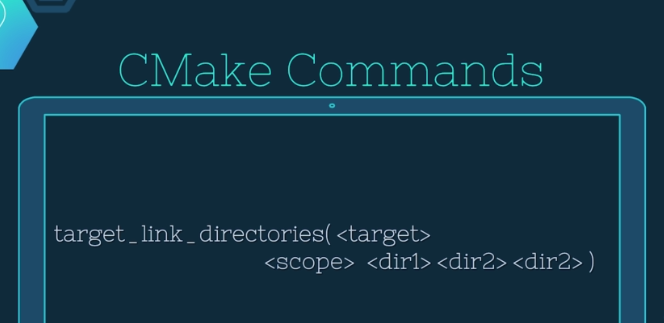 CMake Commands
target_link_directories( <target>
<scope> <dir1> <dir2> <dir2> )